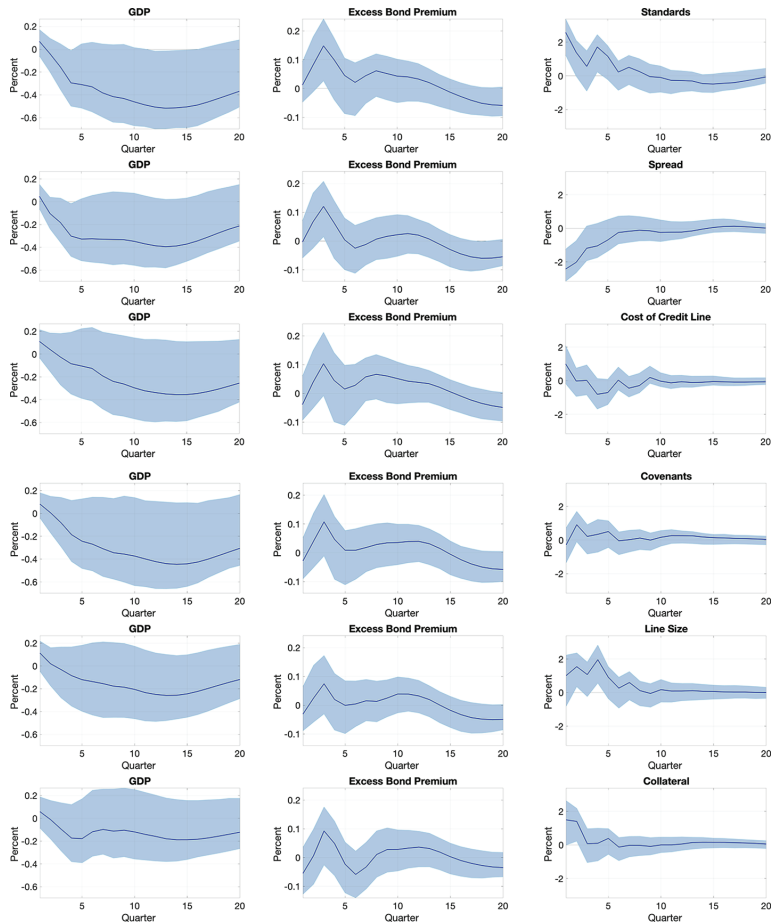 GDP
Excess Bond Premium
Standards
Percent
0.2
0
-0.2
-0.4
-0.6
5
10
15
20
Quarter
Percent
0.2
0.1
0
-0.1
5
10
15
20
Quarter
Percent
2
0
-2
5
10
15
20
Quarter
GDP
Excess Bond Premium
Spread
Percent
0.2
0
-0.2
-0.4
-0.6
5
10
15
20
Quarter
Percent
0.2
0.1
0
-0.1
5
10
15
20
Quarter
Percent
2
0
-2
5
10
15
20
Quarter
GDP
Excess Bond Premium
Cost of Credit Line
Percent
0.2
0
-0.2
-0.4
-0.6
5
10
15
20
Quarter
Percent
0.2
0.1
0
-0.1
5
10
15
20
Quarter
Percent
2
0
-2
5
10
15
20
Quarter
GDP
Excess Bond Premium
Covenants
Percent
0.2
0
-0.2
-0.4
-0.6
5
10
15
20
Quarter
Percent
0.2
0.1
0
-0.1
5
10
15
20
Quarter
Percent
2
0
-2
5
10
15
20
Quarter
GDP
Excess Bond Premium
Line Size
Percent
0.2
0
-0.2
-0.4
-0.6
5
10
15
20
Quarter
Percent
0.2
0.1
0
-0.1
5
10
15
20
Quarter
Percent
2
0
-2
5
10
15
20
Quarter
GDP
Excess Bond Premium
Collateral
Percent
0.2
0
-0.2
-0.4
-0.6
5
10
15
20
Quarter
Percent
0.2
0.1
0
-0.1
5
10
15
20
Quarter
Percent
2
0
-2
5
10
15
20
Quarter